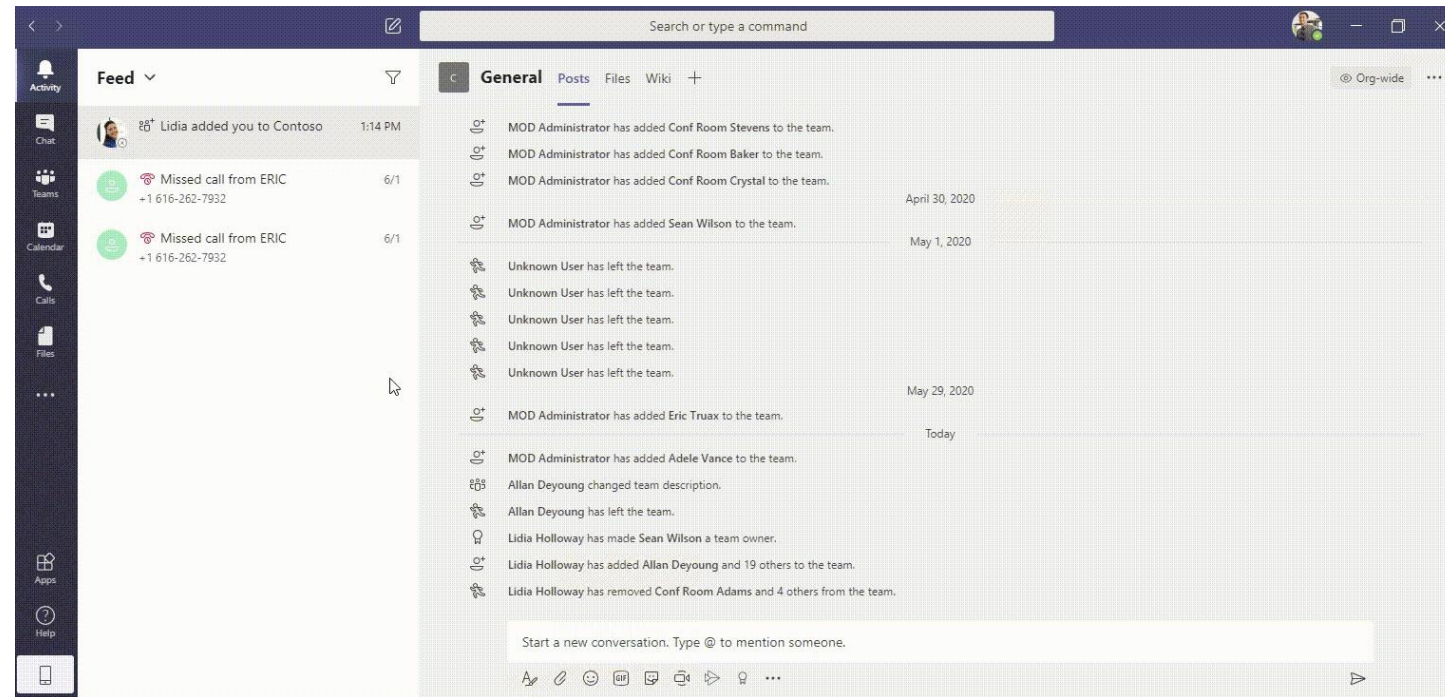 Search or type a command
Activity
Chat
Teams
Calendar
Calls
Files
Apps
Help
Feed
Lidia added you to Contoso 1:14 PM
Missed call from ERIC 6/1
+1 616-262-7932
Missed call from ERIC 6/1
+1 616-262-7932
C General Posts Files Wiki Org-wide
MOD Administrator has added Conf Room Stevens to the team.
MOD Administrator has added Conf Room Baker to the team.
MOD Administrator has added Conf Room Crystal to the team.
April 30, 2020
MOD Administrator has added Sean Wilson to the team.
May 1, 2020
Unknown User has left the team.
Unknown User has left the team.
Unknown User has left the team.
Unknown User has left the team.
Unknown User has left the team.
May 29, 2020
MOD Administrator has added Eric Truax to the team.
Today
MOD Administrator has added Adele Vance to the team.
Allan Deyoung changed team description.
Allan Deyoung has left the team.
Lidia Holloway has made Sean Wilson a team owner.
Lidia Holloway has added Allan Deyoung and 19 others to the team.
Lidia Holloway has removed Conf Room Adams and 4 others from the team.
Start a new conversation. Type @ to mention someone.
GIF